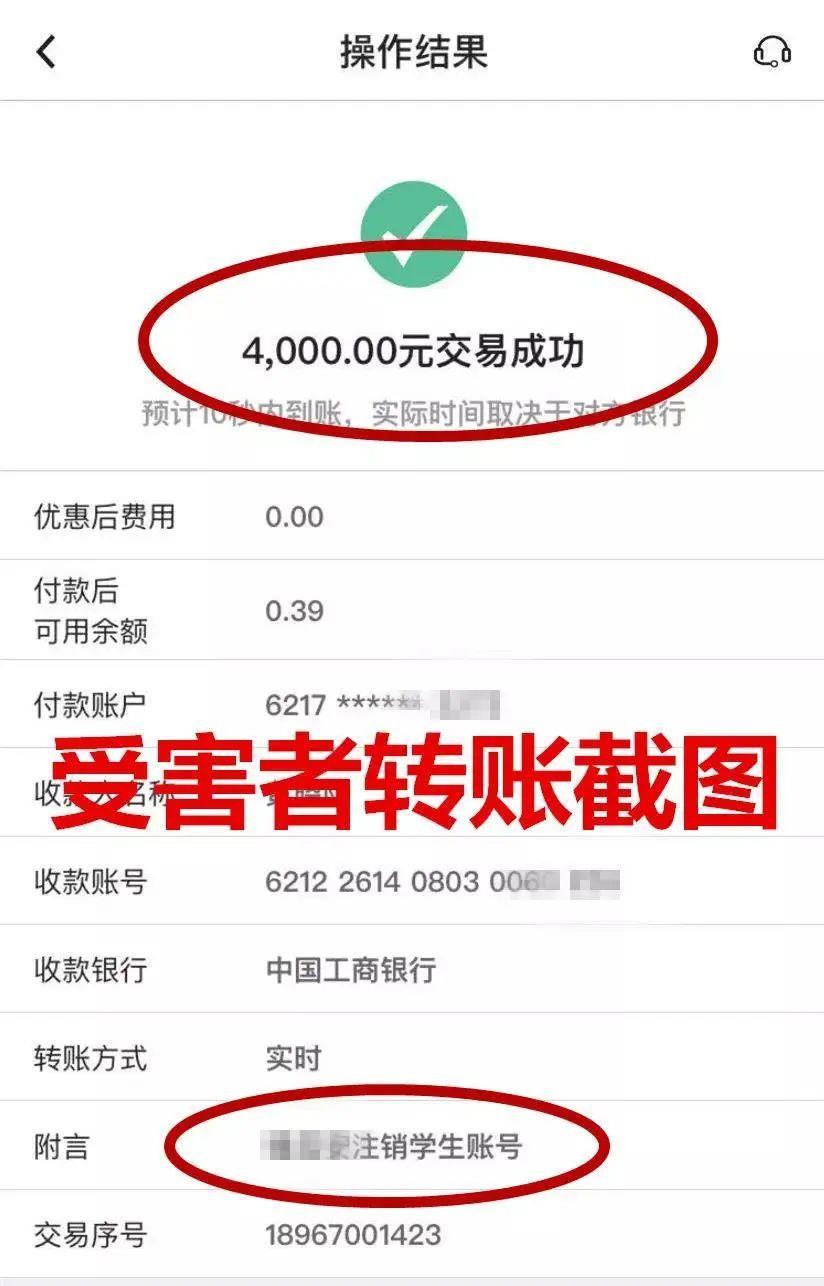 操作结果
4,000.00元交易成功
预计10秒内到账，实际时间取决于对方银行
优惠后费用 0.00
付款后
可用余额 0.39
付款账户 6217 ******
受害者转账截图
收款人名称
收款账号 6212 2614 0803 006
收款银行 中国工商银行
转账方式 实时
附言 注销学生账号
交易序号 18967001423